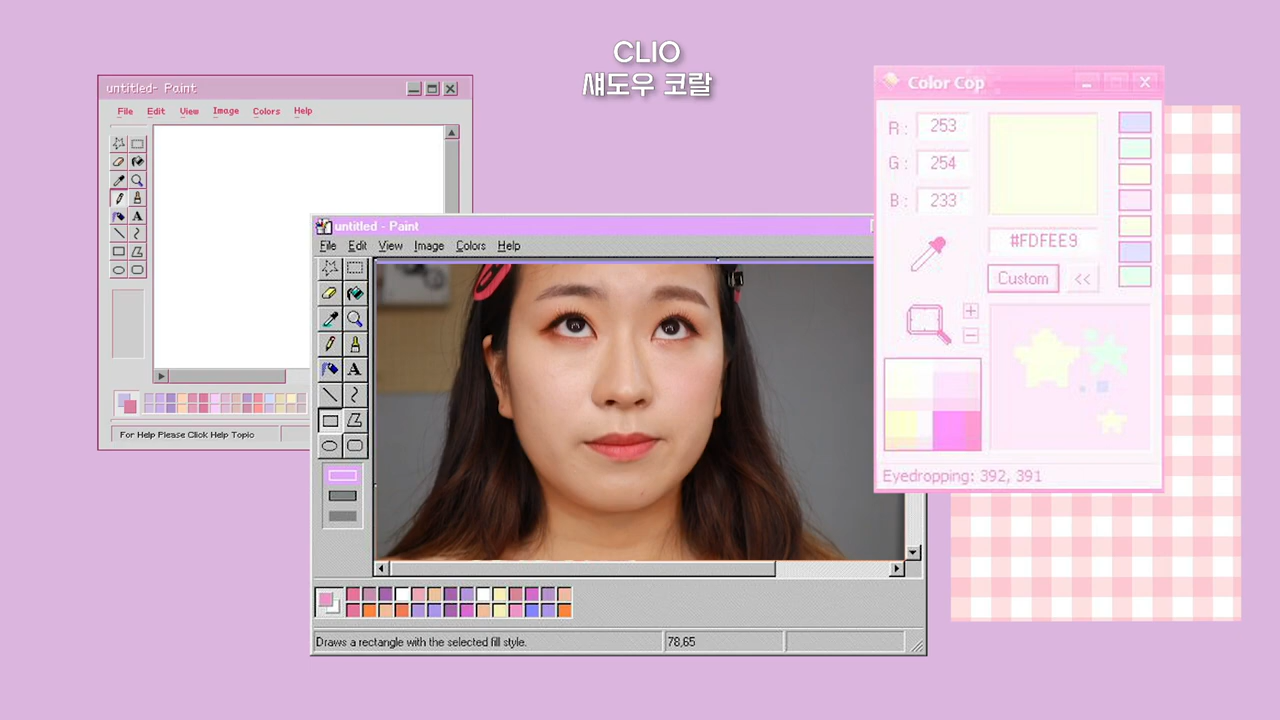 CLIO
섀도우 코랄
untitled- Paint
File Edit View Image Colors Help
A
For Help Please Click Help Topic
untitled - Paint
File Edit View Image Colors Help
A
Draws a rectangle with the selected fill style.
78,65
Color Cop
R : 253
G : 254
B : 233
#FDFEE9
Custom <<
Eyedropping: 392, 391